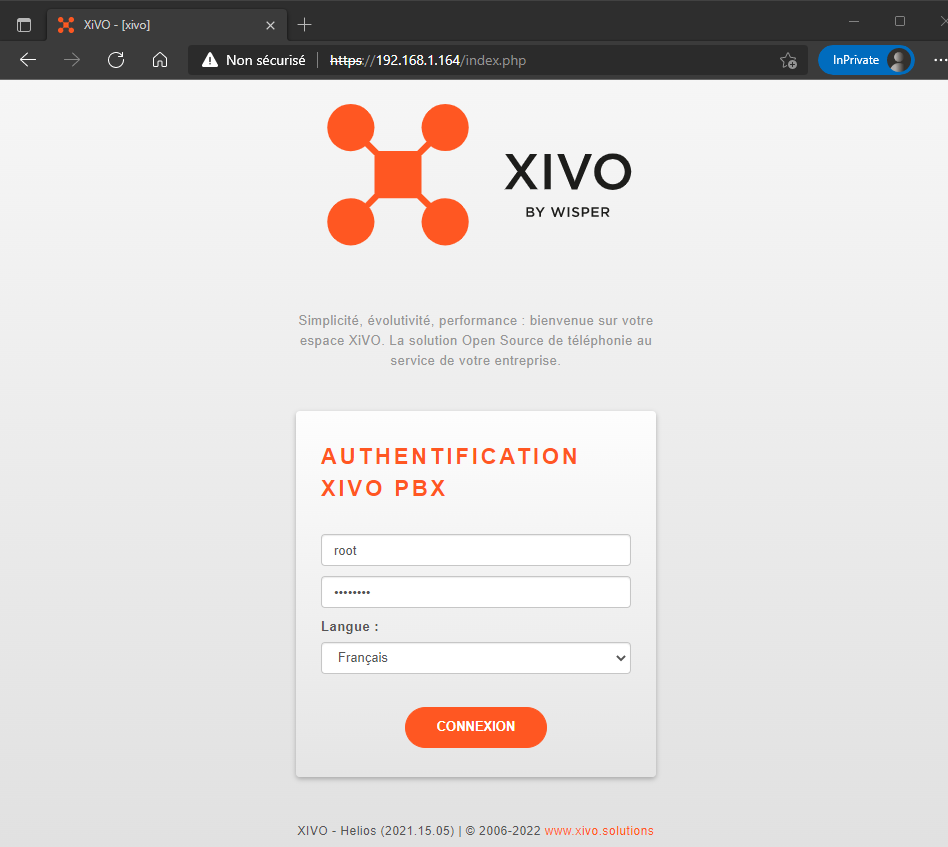 XiVO - [xivo]
Non sécurisé
https://192.168.1.164/index.php
InPrivate
XIVO
BY WISPER
Simplicité, évolutivité, performance : bienvenue sur votre
espace XiVO. La solution Open Source de téléphonie au
service de votre entreprise.
AUTHENTIFICATION
XIVO PBX
root
••••••••
Langue :
Français
CONNEXION
XIVO - Helios (2021.15.05) | © 2006-2022 www.xivo.solutions